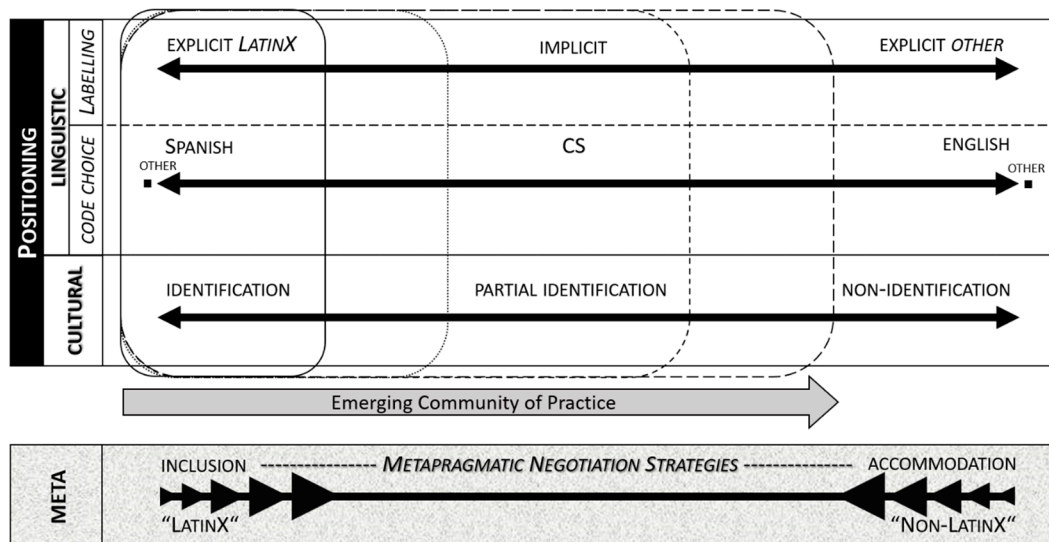 POSITIONING
LINGUISTIC
LABELLING
EXPLICIT LATINX
IMPLICIT
EXPLICIT OTHER
CODE CHOICE
SPANISH
CS
ENGLISH
OTHER
OTHER
CULTURAL
IDENTIFICATION
PARTIAL IDENTIFICATION
NON-IDENTIFICATION
Emerging Community of Practice
META
INCLUSION
METAPRAGMATIC NEGOTIATION STRATEGIES
ACCOMMODATION
"LATINX"
"NON-LATINX"